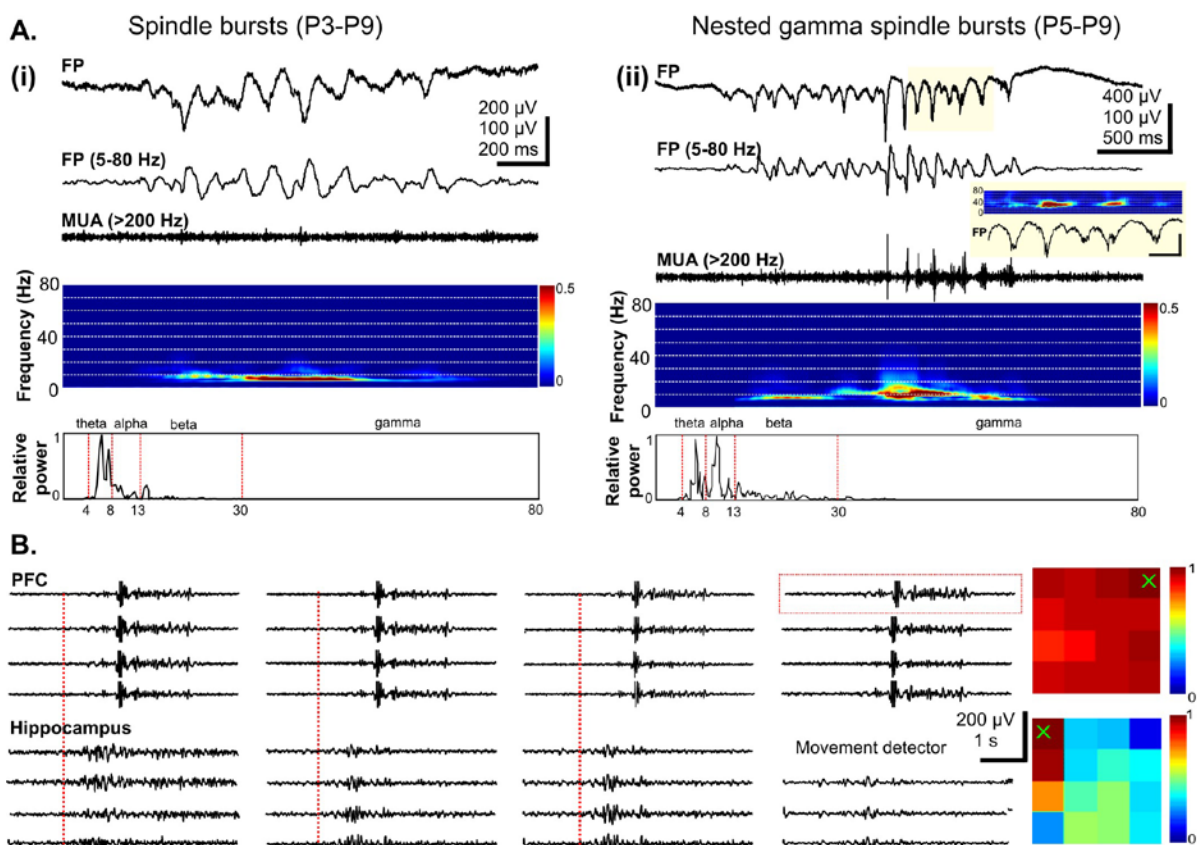 A.
Spindle bursts (P3-P9)
Nested gamma spindle bursts (P5-P9)
(i)
FP
200 µV
100 µV
200 ms
FP (5-80 Hz)
MUA (>200 Hz)
Frequency (Hz)
80
40
0
0.5
0
theta alpha beta gamma
Relative power
1
0
4 8 13 30 80
(ii)
FP
400 µV
100 µV
500 ms
FP (5-80 Hz)
80
40
0
FP
MUA (>200 Hz)
Frequency (Hz)
80
40
0
0.5
0
theta alpha beta gamma
Relative power
1
0
4 8 13 30 80
B.
PFC
1
0
Hippocampus
Movement detector
200 µV
1 s
1
0